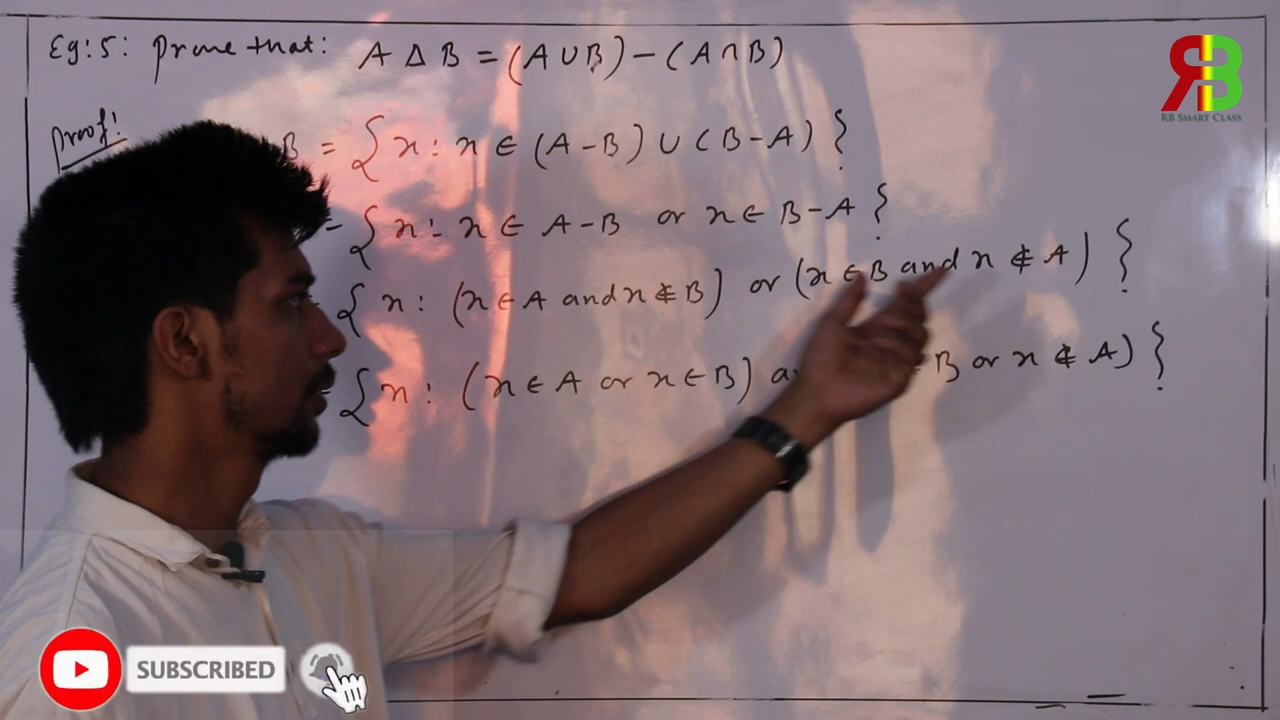 Eg:5: Prove that: A Δ B = (A ∪ B) – (A ∩ B)
RB SMART CLASS
Proof:
B = { x : x ∈ (A – B) ∪ (B – A) }
= { x : x ∈ A – B or x ∈ B – A }
{ x : (x ∈ A and x ∉ B) or (x ∈ B and x ∉ A) }
{ x : (x ∈ A or x ∈ B) B or x ∉ A) }
SUBSCRIBED